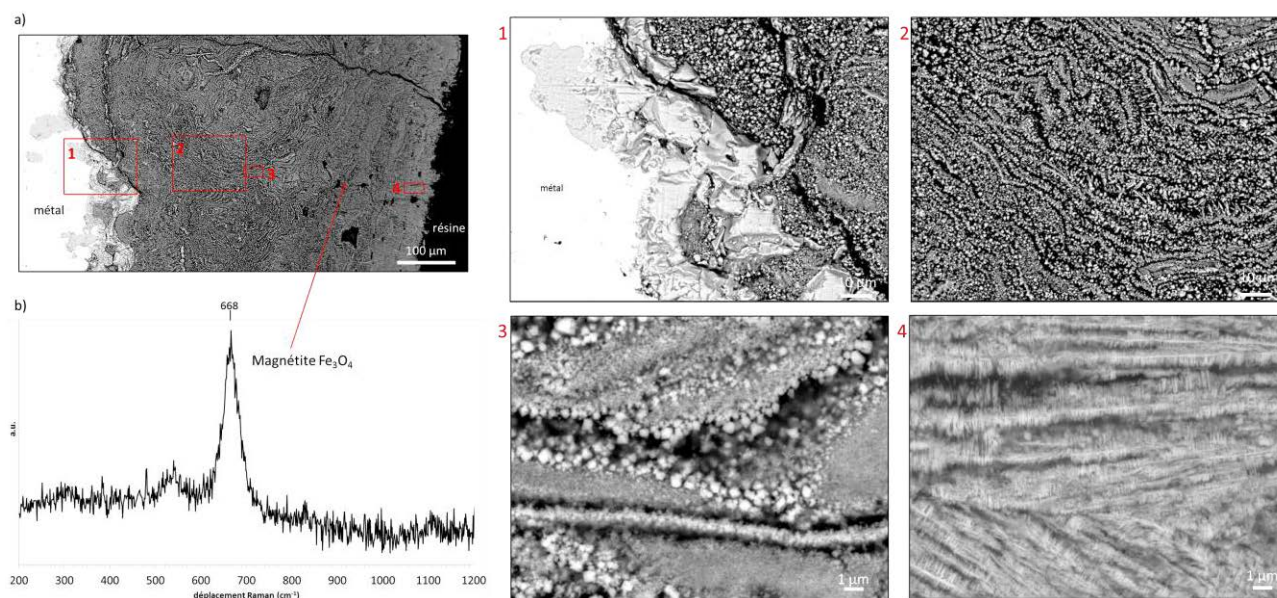 a)
1
2
3
4
métal
résine
100 µm
b)
668
Magnétite Fe₃O₄
a.u.
200 300 400 500 600 700 800 900 1000 1100 1200
déplacement Raman (cm⁻¹)
1
métal
2
3
1 µm
4
1 µm